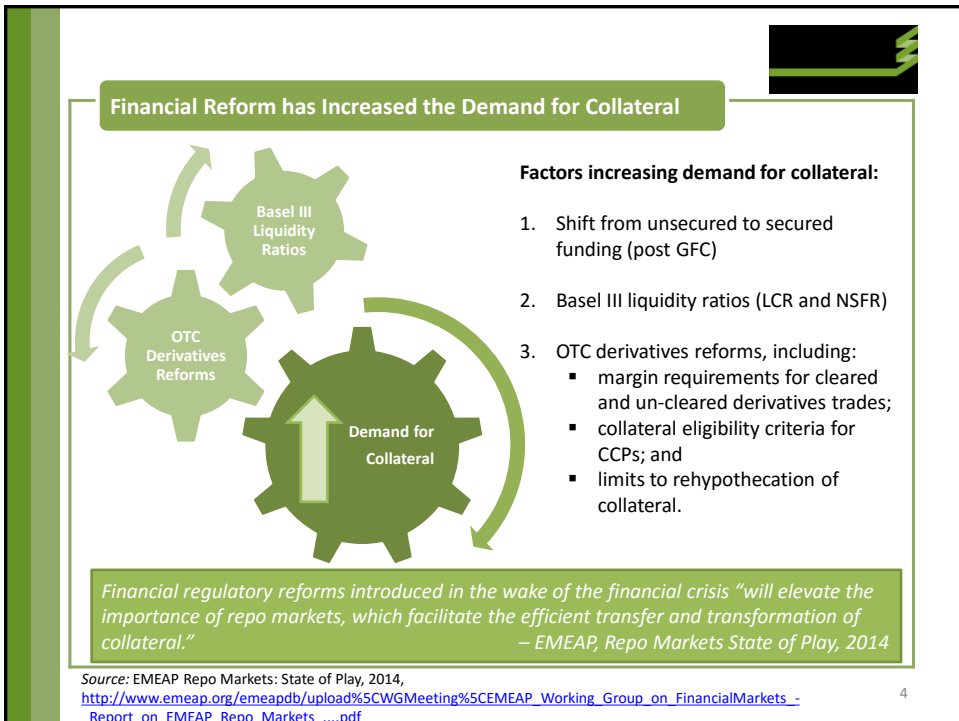 Financial Reform has Increased the Demand for Collateral
Basel III
Liquidity
Ratios
OTC
Derivatives
Reforms
Demand for
Collateral
Factors increasing demand for collateral:
1. Shift from unsecured to secured
funding (post GFC)
2. Basel III liquidity ratios (LCR and NSFR)
3. OTC derivatives reforms, including:
▪ margin requirements for cleared
and un-cleared derivatives trades;
▪ collateral eligibility criteria for
CCPs; and
▪ limits to rehypothecation of
collateral.
Financial regulatory reforms introduced in the wake of the financial crisis “will elevate the
importance of repo markets, which facilitate the efficient transfer and transformation of
collateral.” – EMEAP, Repo Markets State of Play, 2014
Source: EMEAP Repo Markets: State of Play, 2014,
http://www.emeap.org/emeapdb/upload%5CWGMeeting%5CEMEAP_Working_Group_on_FinancialMarkets_-
_Report_on_EMEAP_Repo_Markets_....pdf
4